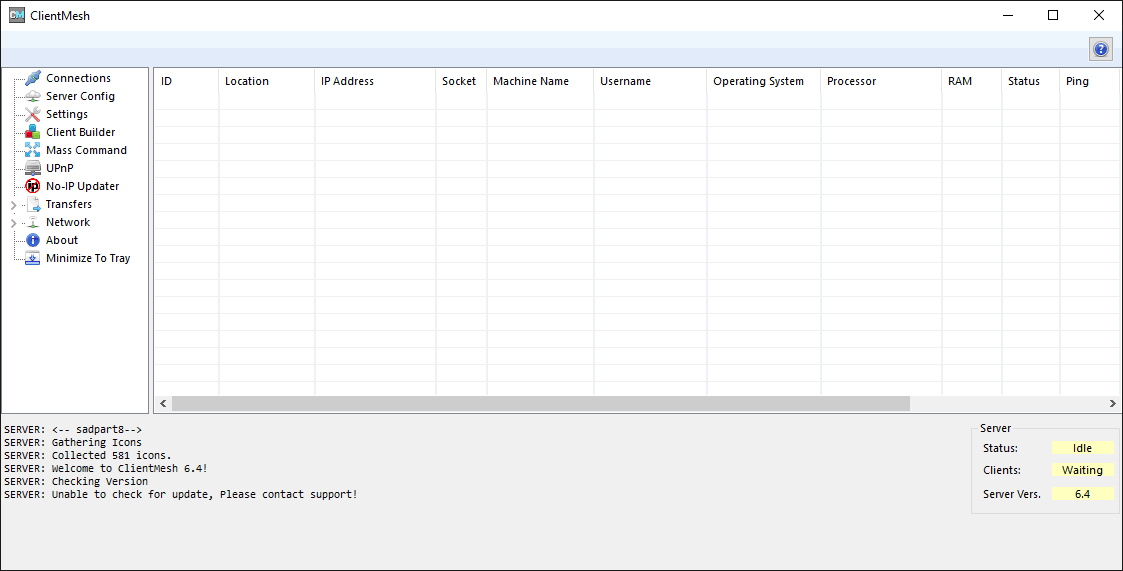 CM ClientMesh
Connections
Server Config
Settings
Client Builder
Mass Command
UPnP
ip No-IP Updater
Transfers
Network
About
Minimize To Tray
ID Location IP Address Socket Machine Name Username Operating System Processor RAM Status Ping
SERVER: <-- sadpart8-->
SERVER: Gathering Icons
SERVER: Collected 581 icons.
SERVER: Welcome to ClientMesh 6.4!
SERVER: Checking Version
SERVER: Unable to check for update, Please contact support!
Server
Status: Idle
Clients: Waiting
Server Vers. 6.4